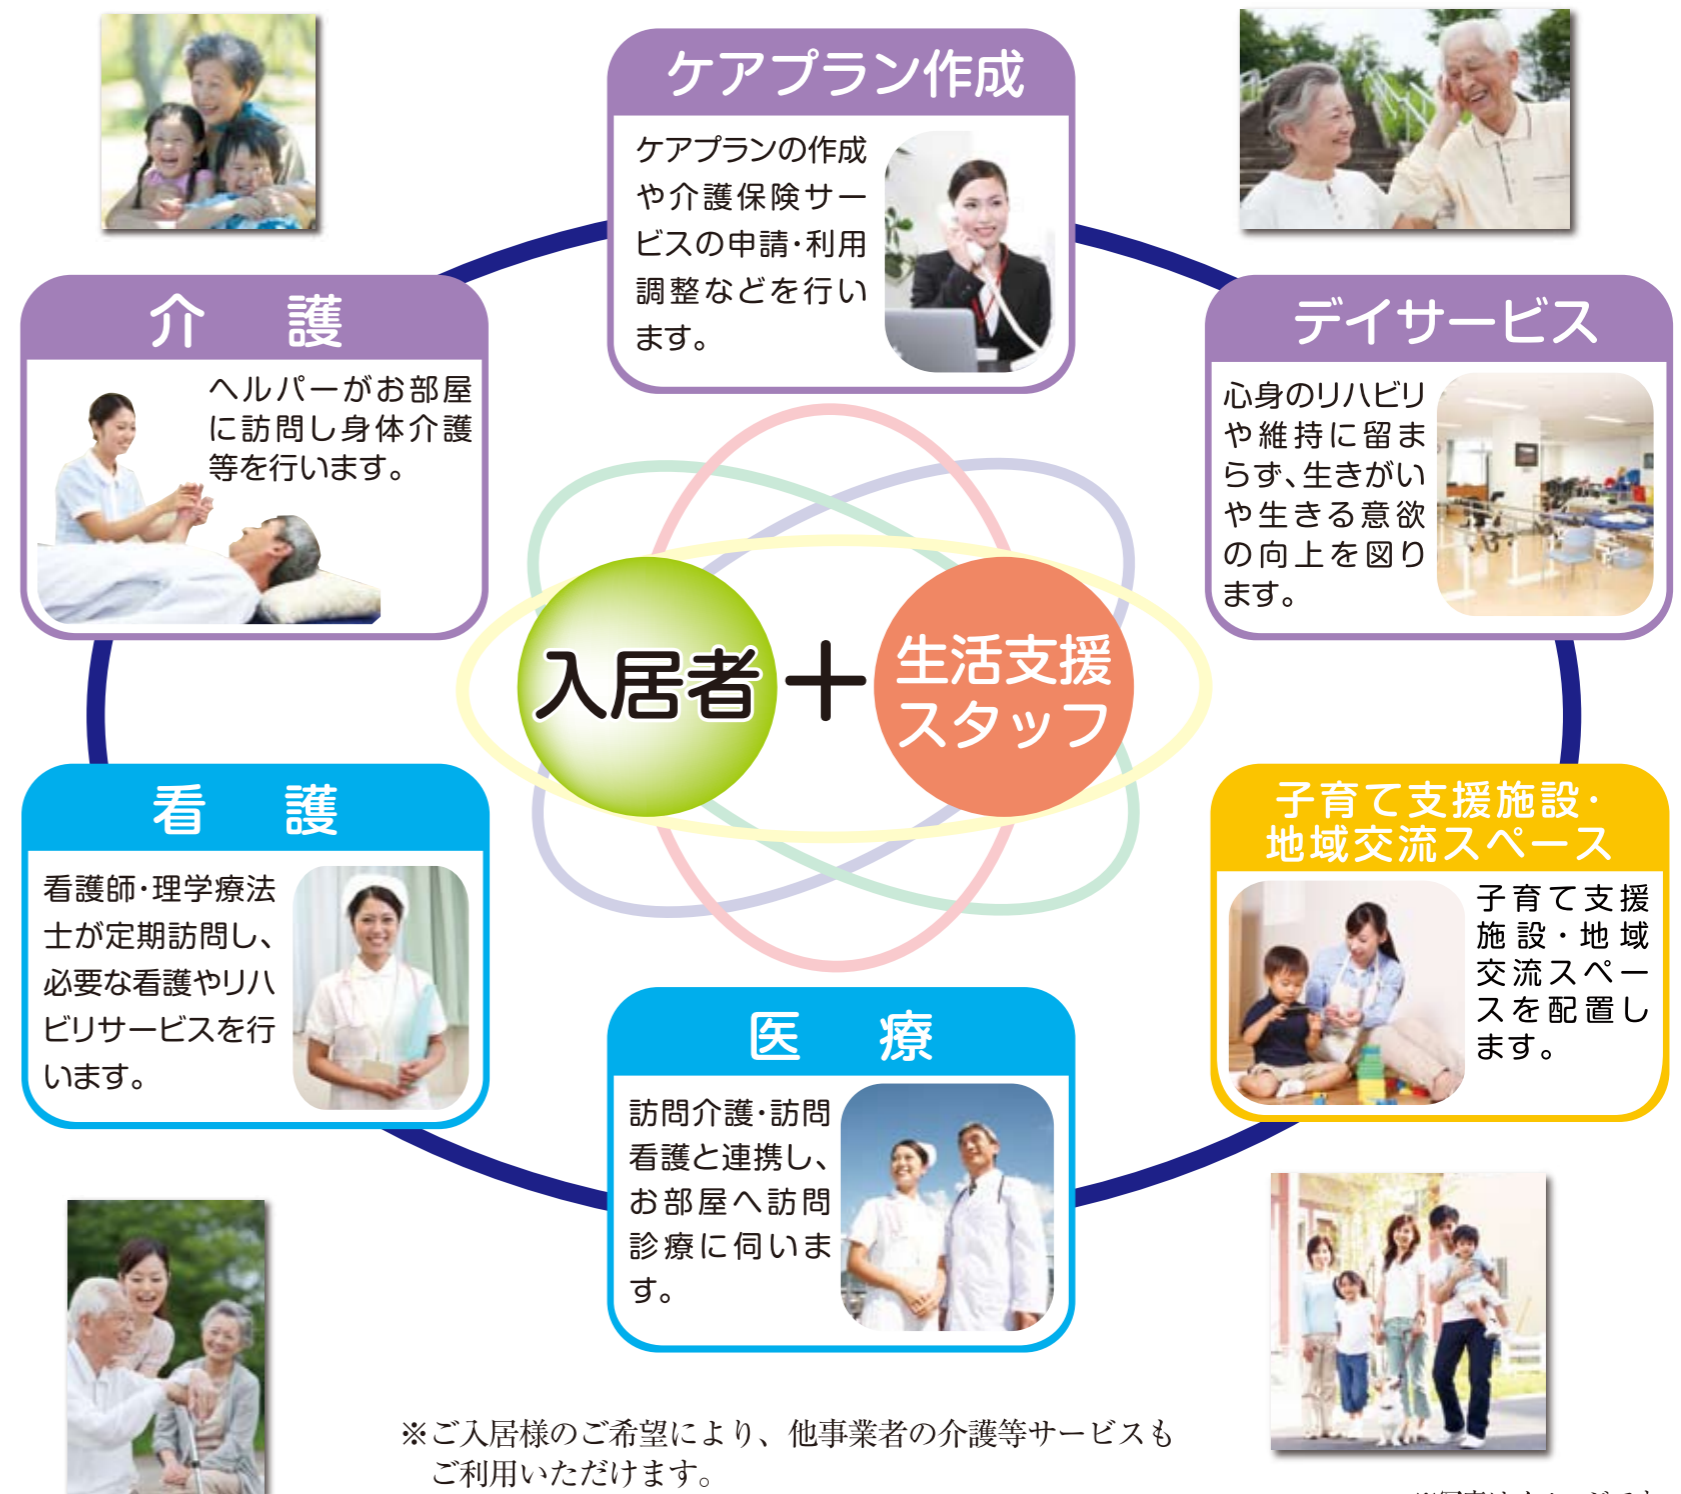 ケアプラン作成
ケアプランの作成
や介護保険サー
ビスの申請・利用
調整などを行い
ます。
介　護
ヘルパーがお部屋
に訪問し身体介護
等を行います。
デイサービス
心身のリハビリ
や維持に留ま
らず、生きがい
や生きる意欲
の向上を図り
ます。
入居者
＋
生活支援
スタッフ
看　護
看護師・理学療法
士が定期訪問し、
必要な看護やリハ
ビリサービスを行
います。
子育て支援施設・
地域交流スペース
子育て支援
施設・地域
交流スペー
スを配置し
ます。
医　療
訪問介護・訪問
看護と連携し、
お部屋へ訪問
診療に伺いま
す。
※ご入居様のご希望により、他事業者の介護等サービスも
ご利用いただけます。